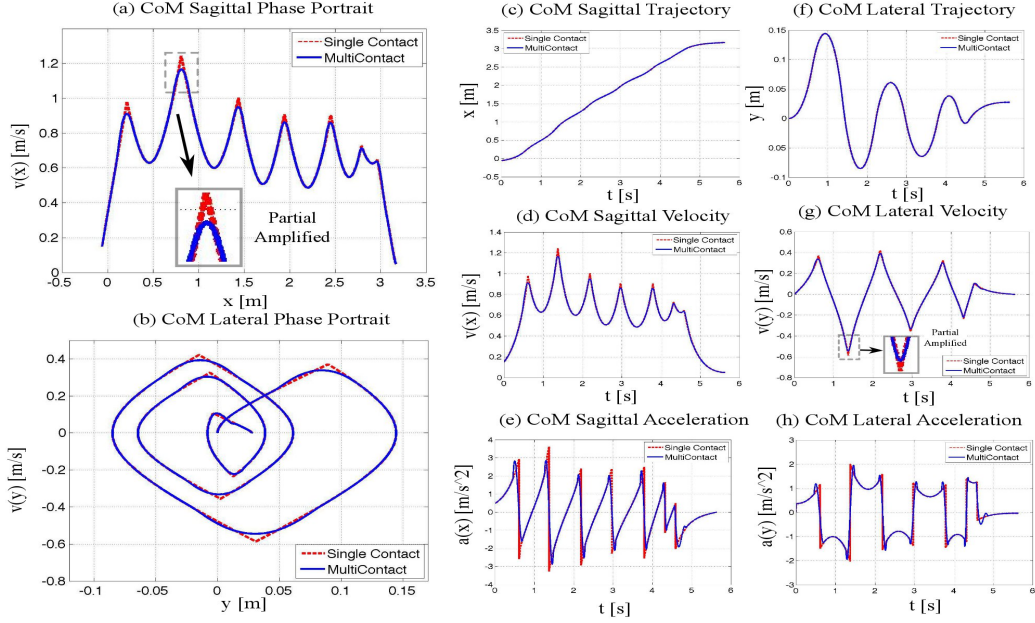 (a) CoM Sagittal Phase Portrait
Single Contact
MultiContact
1.2
1
0.8
0.6
0.4
0.2
0
v(x) [m/s]
Partial
Amplified
-0.5 0 0.5 1 1.5 2 2.5 3 3.5
x [m]
(b) CoM Lateral Phase Portrait
0.4
0.2
0
-0.2
-0.4
-0.6
-0.8
v(y) [m/s]
Single Contact
MultiContact
-0.1 -0.05 0 0.05 0.1 0.15
y [m]
(c) CoM Sagittal Trajectory
Single Contact
MultiContact
3.5
3
2.5
2
1.5
1
0.5
0
-0.5
x [m]
0 1 2 3 4 5 6
t [s]
(d) CoM Sagittal Velocity
Single Contact
MultiContact
1.4
1.2
1
0.8
0.6
0.4
0.2
0
v(x) [m/s]
0 1 2 3 4 5 6
t [s]
(e) CoM Sagittal Acceleration
Single Contact
MultiContact
4
3
2
1
0
-1
-2
-3
-4
a(x) [m/s^2]
0 1 2 3 4 5 6
t [s]
(f) CoM Lateral Trajectory
Single Contact
MultiContact
0.15
0.1
0.05
0
0.05
0.1
y [m]
0 1 2 3 4 5 6
t [s]
(g) CoM Lateral Velocity
0.6
0.4
0.2
0
-0.2
-0.4
-0.6
-0.8
v(y) [m/s]
Partial
Amplified
Single Contact
MultiContact
0 1 2 3 4 5 6
t [s]
(h) CoM Lateral Acceleration
Single Contact
MultiContact
3
2
1
0
-1
-2
-3
a(y) [m/s^2]
0 1 2 3 4 5 6
t [s]